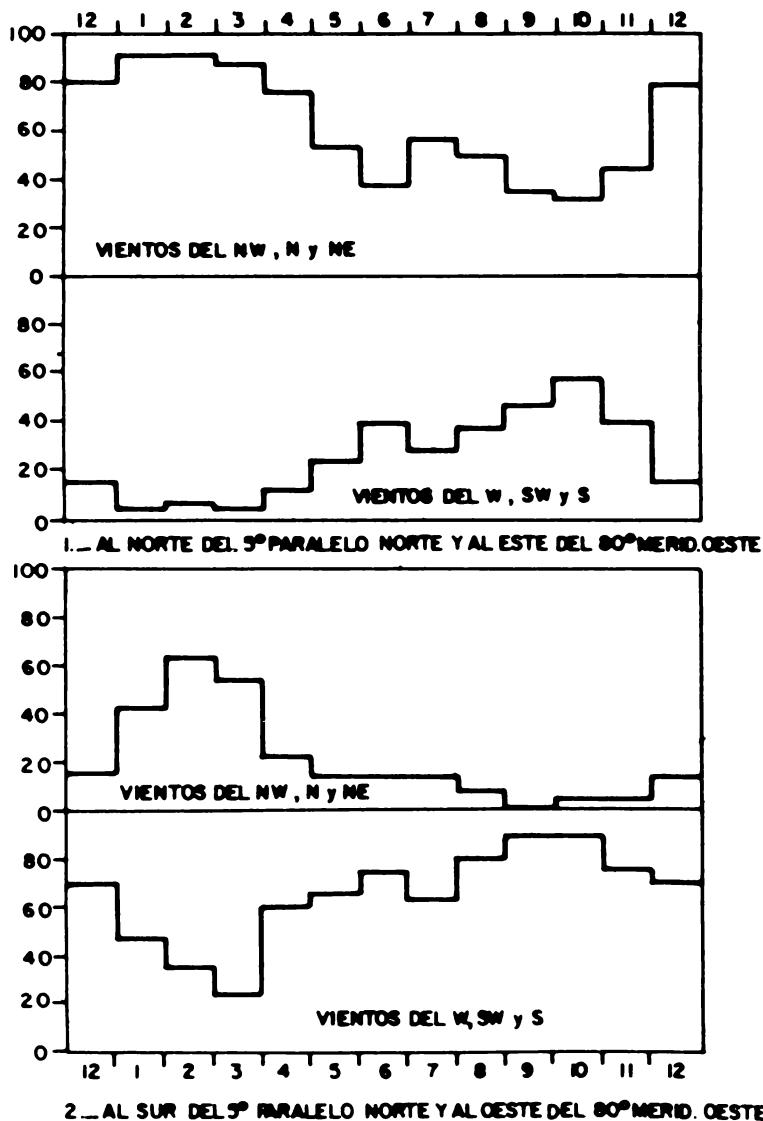 12 1 2 3 4 5 6 7 8 9 10 11 12
100
80
60
40
20
0
VIENTOS DEL NW, N y NE
80
60
40
20
0
VIENTOS DEL W, SW y S
1._ AL NORTE DEL 5° PARALELO NORTE Y AL ESTE DEL 80° MERID. OESTE
100
80
60
40
20
0
VIENTOS DEL NW, N y NE
80
60
40
20
0
VIENTOS DEL W, SW y S
12 1 2 3 4 5 6 7 8 9 10 11 12
2._ AL SUR DEL 5° PARALELO NORTE Y AL OESTE DEL 80° MERID. OESTE